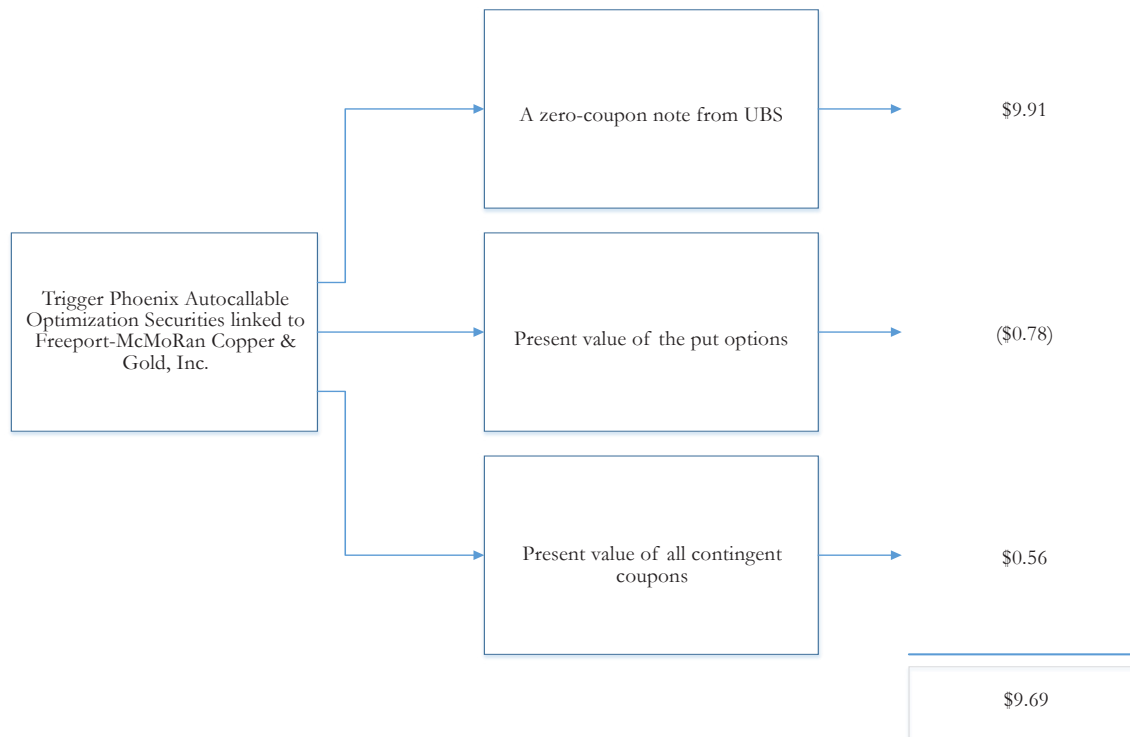 A zero-coupon note from UBS
$9.91
Trigger Phoenix Autocallable
Optimization Securities linked to
Freeport-McMoRan Copper &
Gold, Inc.
Present value of the put options
($0.78)
Present value of all contingent
coupons
$0.56
$9.69